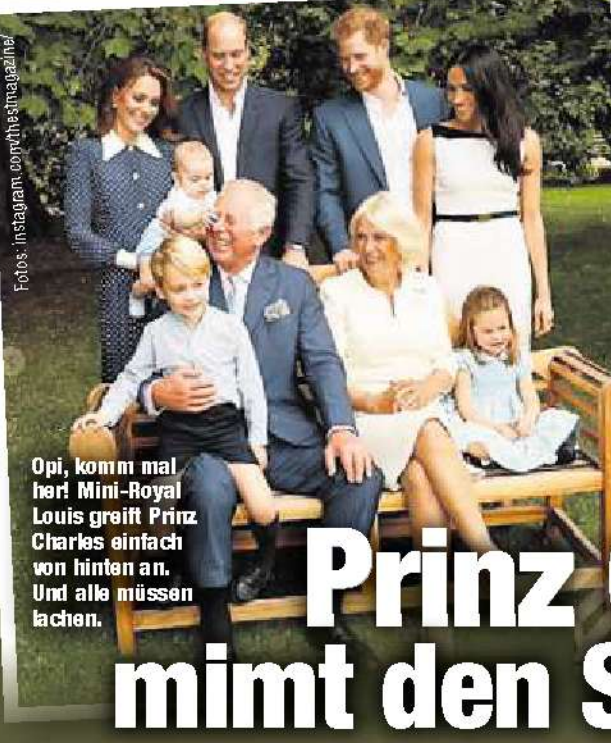 Fotos: instagram.com/thestmagazine/
Opi, komm mal
her! Mini-Royal
Louis greift Prinz
Charles einfach
von hinten an.
Und alle müssen
lachen.
Prinz
mimt den S